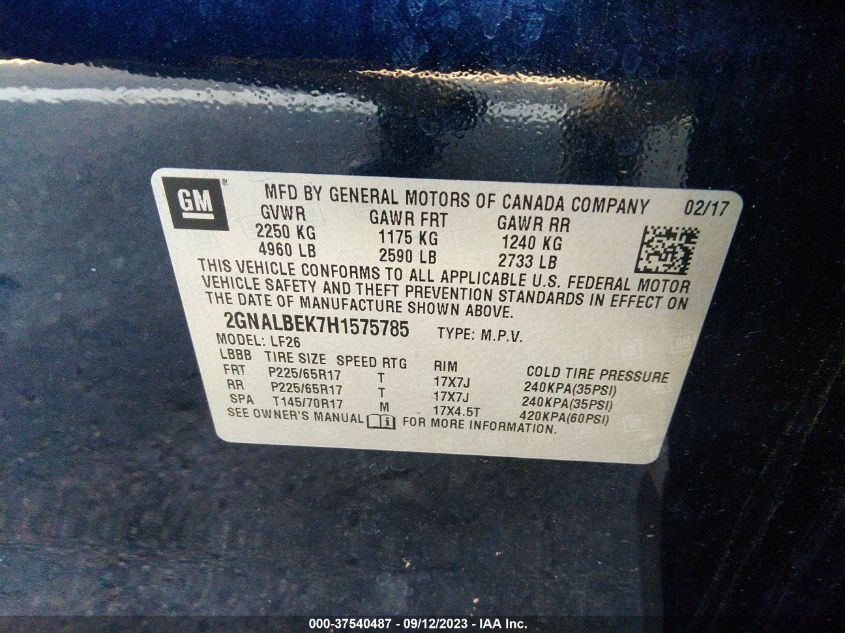 GM ®
MFD BY GENERAL MOTORS OF CANADA COMPANY 02/17
GVWR GAWR FRT GAWR RR
2250 KG 1175 KG 1240 KG
4960 LB 2590 LB 2733 LB
THIS VEHICLE CONFORMS TO ALL APPLICABLE U.S. FEDERAL MOTOR
VEHICLE SAFETY AND THEFT PREVENTION STANDARDS IN EFFECT ON
THE DATE OF MANUFACTURE SHOWN ABOVE.
2GNALBEK7H1575785 TYPE: M.P.V.
MODEL: LF26
LBBB TIRE SIZE SPEED RTG RIM COLD TIRE PRESSURE
FRT P225/65R17 T 17X7J 240KPA(35PSI)
RR P225/65R17 T 17X7J 240KPA(35PSI)
SPA T145/70R17 M 17X4.5T 420KPA(60PSI)
SEE OWNER'S MANUAL FOR MORE INFORMATION.
000-37540487 - 09/12/2023 - IAA Inc.